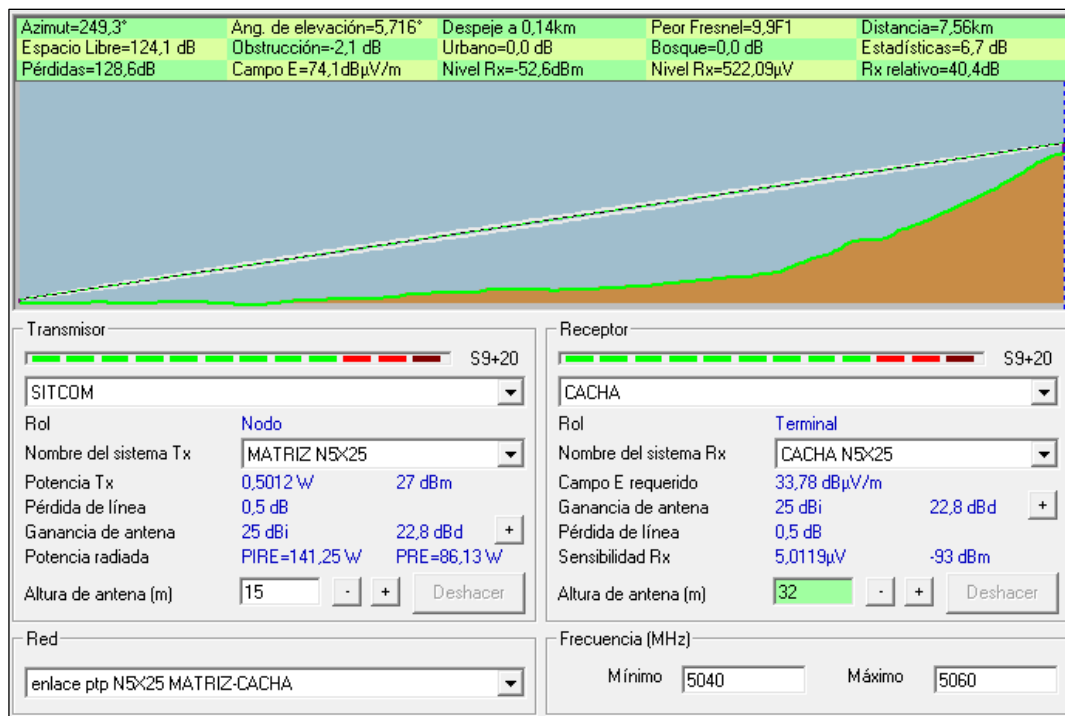 Azimut=249,3° Ang. de elevación=5,716° Despeje a 0,14km Peor Fresnel=9,9F1 Distancia=7,56km
Espacio Libre=124,1 dB Obstrucción=-2,1 dB Urbano=0,0 dB Bosque=0,0 dB Estadísticas=6,7 dB
Pérdidas=128,6dB Campo E=74,1dBµV/m Nivel Rx=-52,6dBm Nivel Rx=522,09µV Rx relativo=40,4dB
Transmisor
S9+20
SITCOM
Rol Nodo
Nombre del sistema Tx MATRIZ N5X25
Potencia Tx 0,5012 W 27 dBm
Pérdida de línea 0,5 dB
Ganancia de antena 25 dBi 22,8 dBd +
Potencia radiada PIRE=141,25 W PRE=86,13 W
Altura de antena (m) 15 - + Deshacer
Receptor
S9+20
CACHA
Rol Terminal
Nombre del sistema Rx CACHA N5X25
Campo E requerido 33,78 dBµV/m
Ganancia de antena 25 dBi 22,8 dBd +
Pérdida de línea 0,5 dB
Sensibilidad Rx 5,0119µV -93 dBm
Altura de antena (m) 32 - + Deshacer
Red
enlace ptp N5X25 MATRIZ-CACHA
Frecuencia (MHz)
Mínimo 5040 Máximo 5060